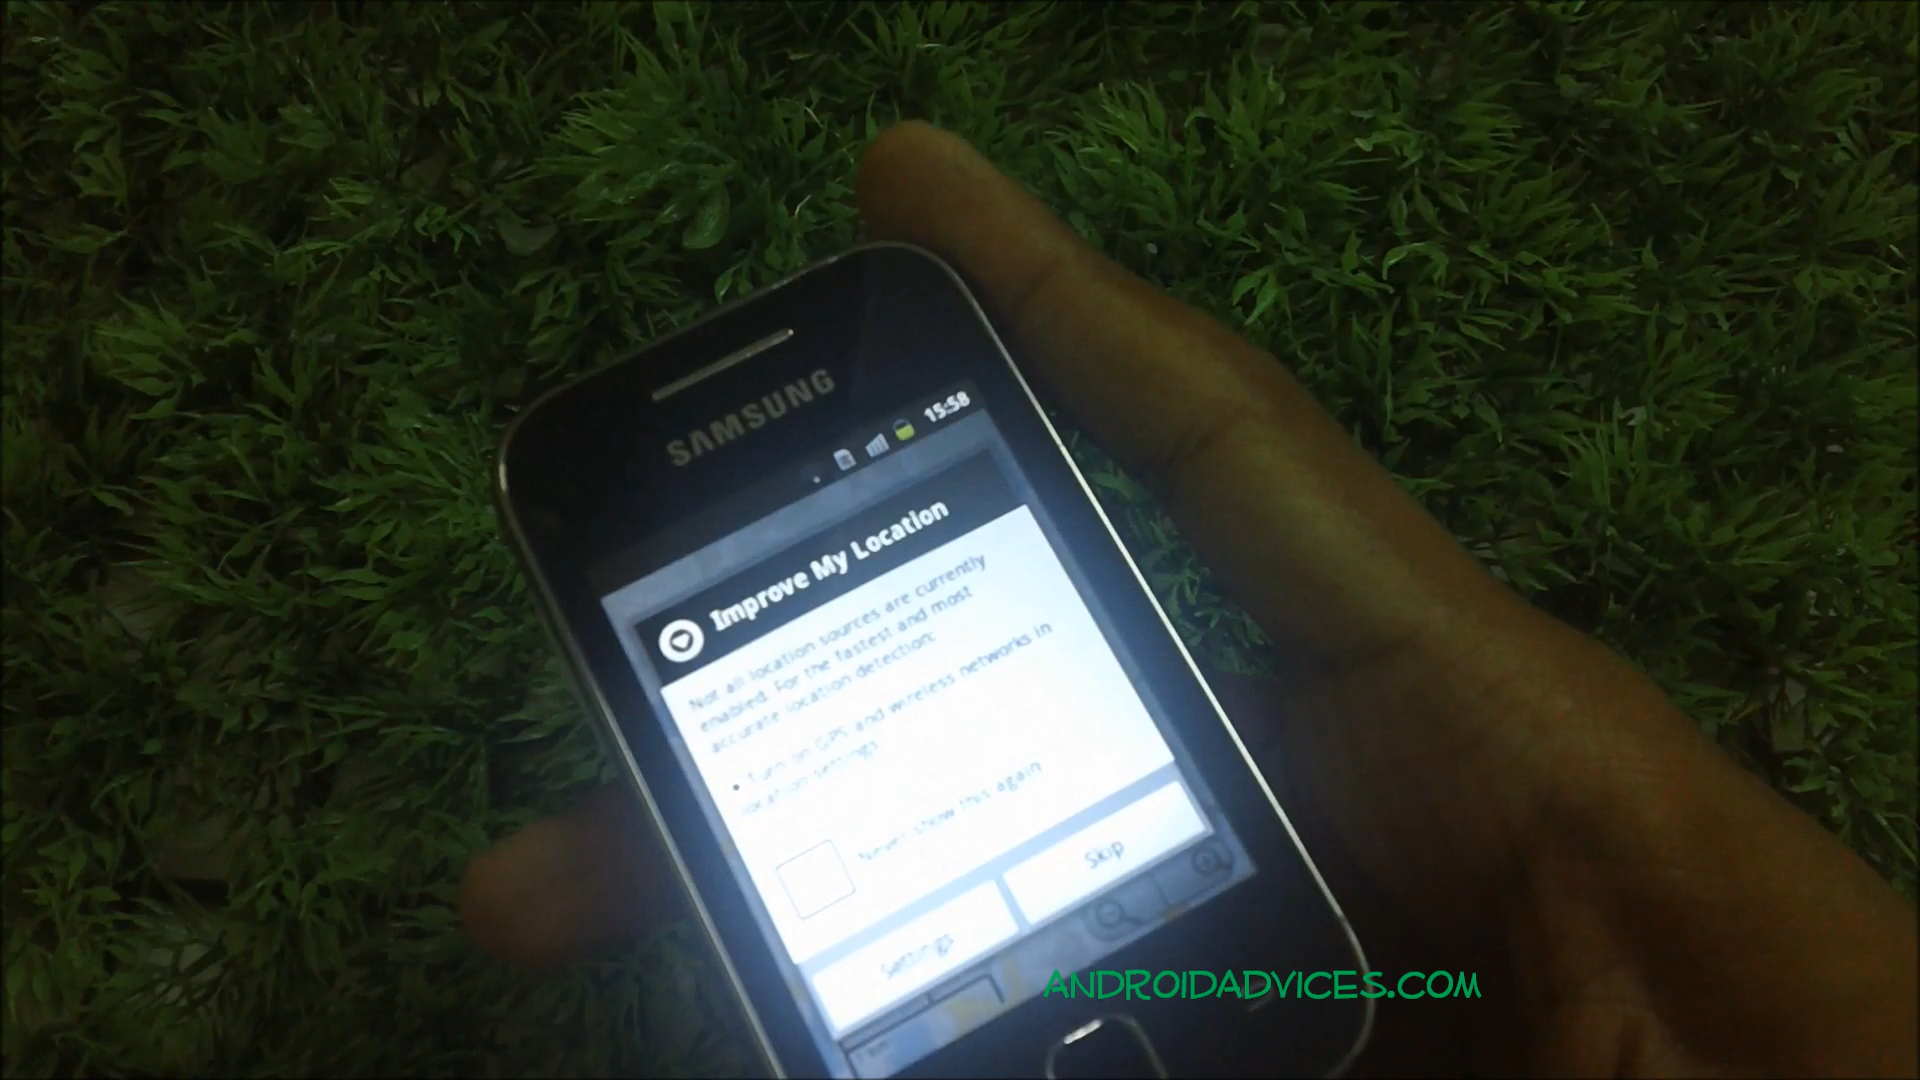 SAMSUNG
15:58
Improve My Location
Not all location sources are currently
enabled. For the fastest and most
accurate location detection:
• Turn on GPS and wireless networks in
location settings
Never show this again
Settings Skip
ANDROIDADVICES.COM